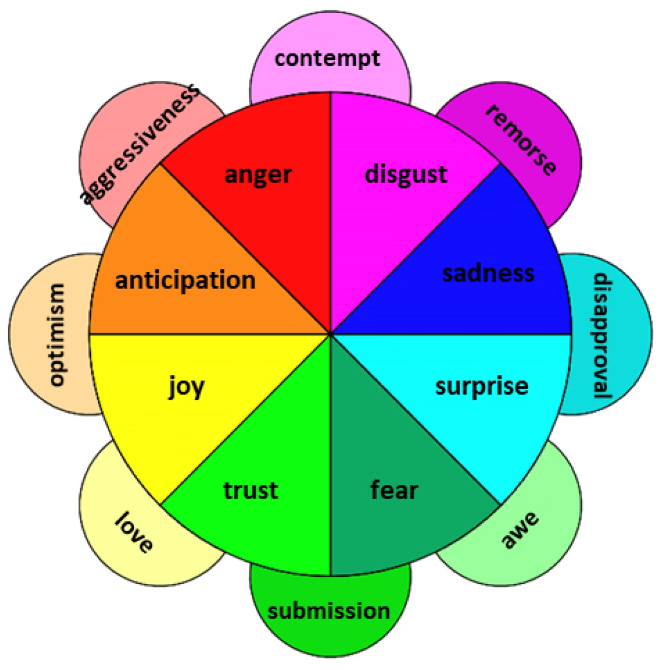 contempt
aggressiveness
remorse
anger
disgust
anticipation
sadness
optimism
disapproval
joy
surprise
trust
fear
love
awe
submission